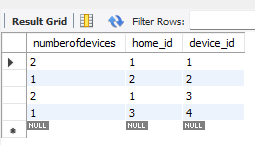 Result Grid Filter Rows:
numberofdevices home_id device_id
2 1 1
1 2 2
2 1 3
1 3 4
NULL NULL NULL